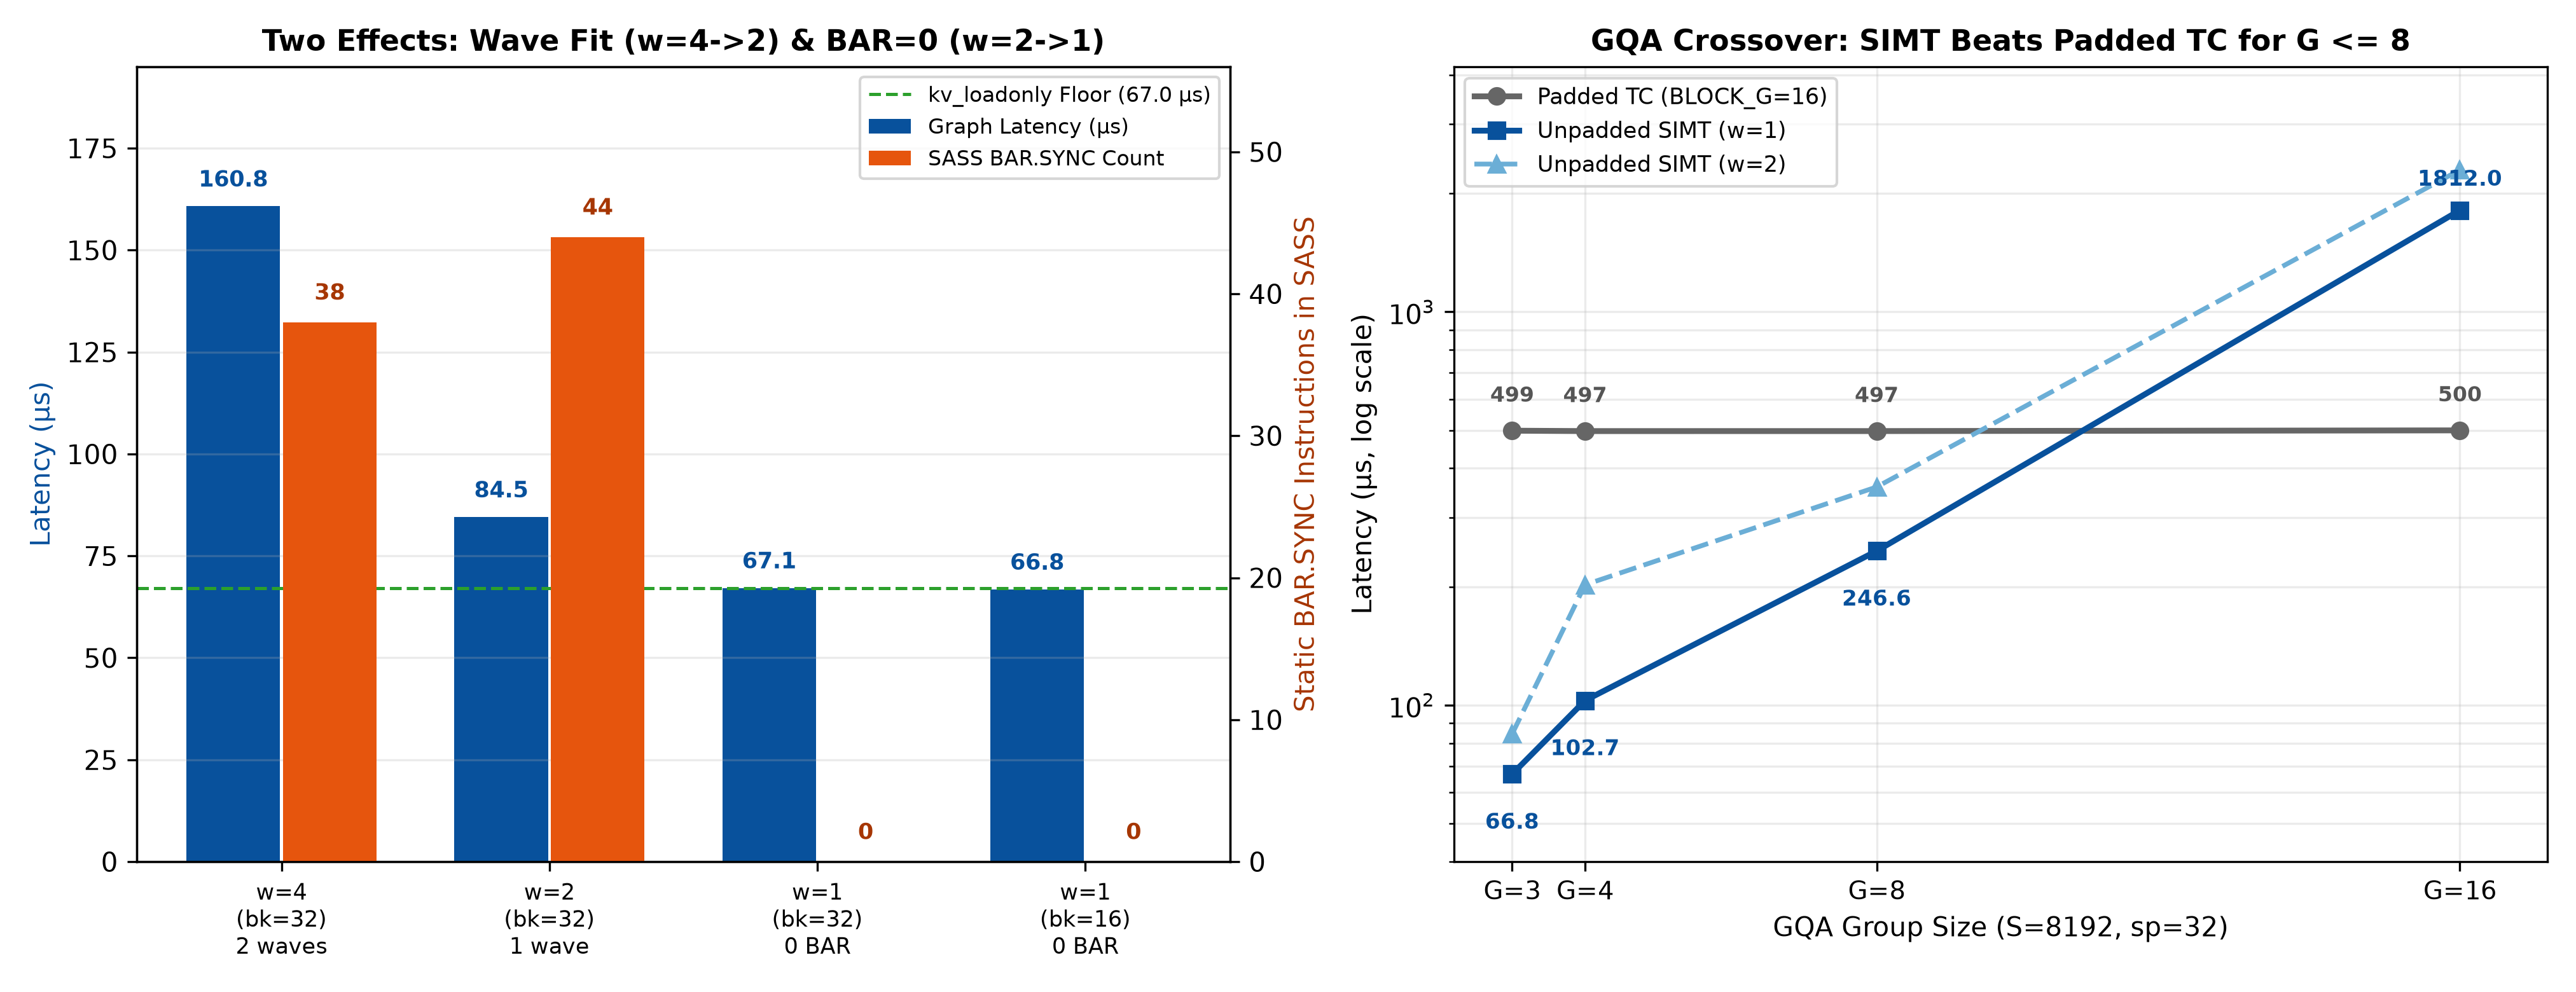 Two Effects: Wave Fit (w=4->2) & BAR=0 (w=2->1)
kv_loadonly Floor (67.0 µs)
Graph Latency (µs)
SASS BAR.SYNC Count
Latency (µs)
175
150
125
100
75
50
25
0
160.8
38
84.5
44
67.1
0
66.8
0
50
40
30
20
10
0
Static BAR.SYNC Instructions in SASS
w=4
(bk=32)
2 waves
w=2
(bk=32)
1 wave
w=1
(bk=32)
0 BAR
w=1
(bk=16)
0 BAR
GQA Crossover: SIMT Beats Padded TC for G <= 8
Padded TC (BLOCK_G=16)
Unpadded SIMT (w=1)
Unpadded SIMT (w=2)
Latency (µs, log scale)
10³
10²
1812.0
499
497
497
500
246.6
102.7
66.8
G=3
G=4
G=8
G=16
GQA Group Size (S=8192, sp=32)